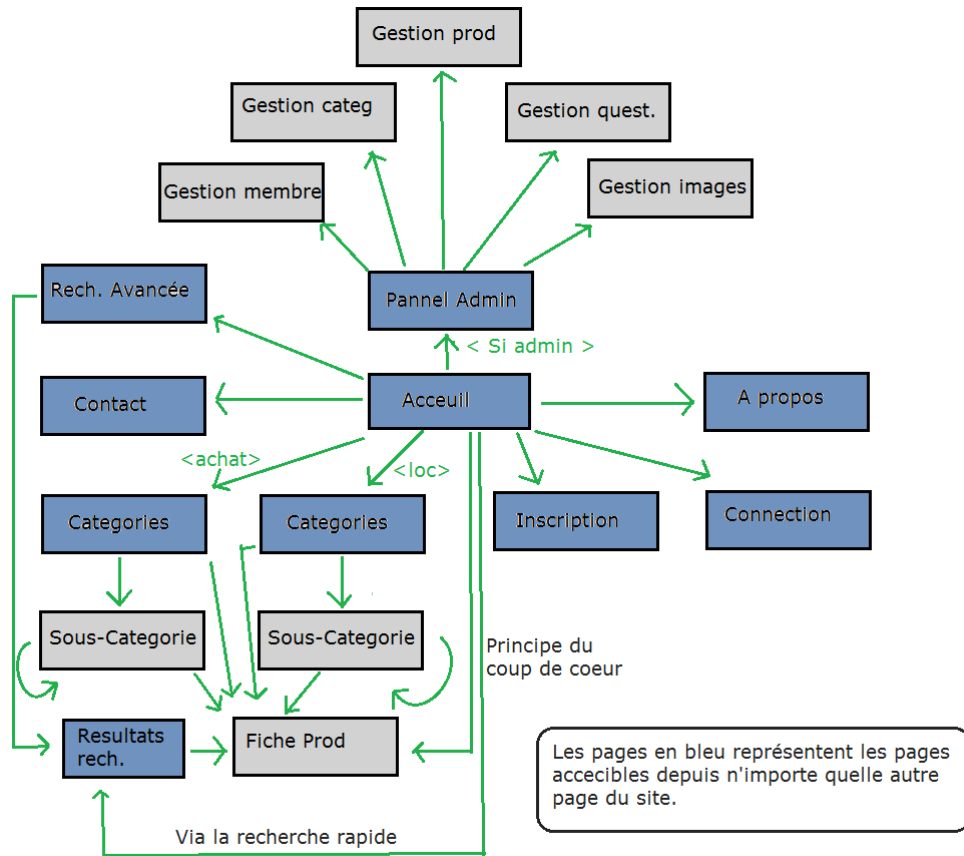 Gestion prod
Gestion categ
Gestion quest.
Gestion membre
Gestion images
Rech. Avancée
Pannel Admin
< Si admin >
Contact
Acceuil
A propos
<achat>
<loc>
Categories
Categories
Inscription
Connection
Sous-Categorie
Sous-Categorie
Principe du
coup de coeur
Resultats
rech.
Fiche Prod
Les pages en bleu représentent les pages
accecibles depuis n'importe quelle autre
page du site.
Via la recherche rapide